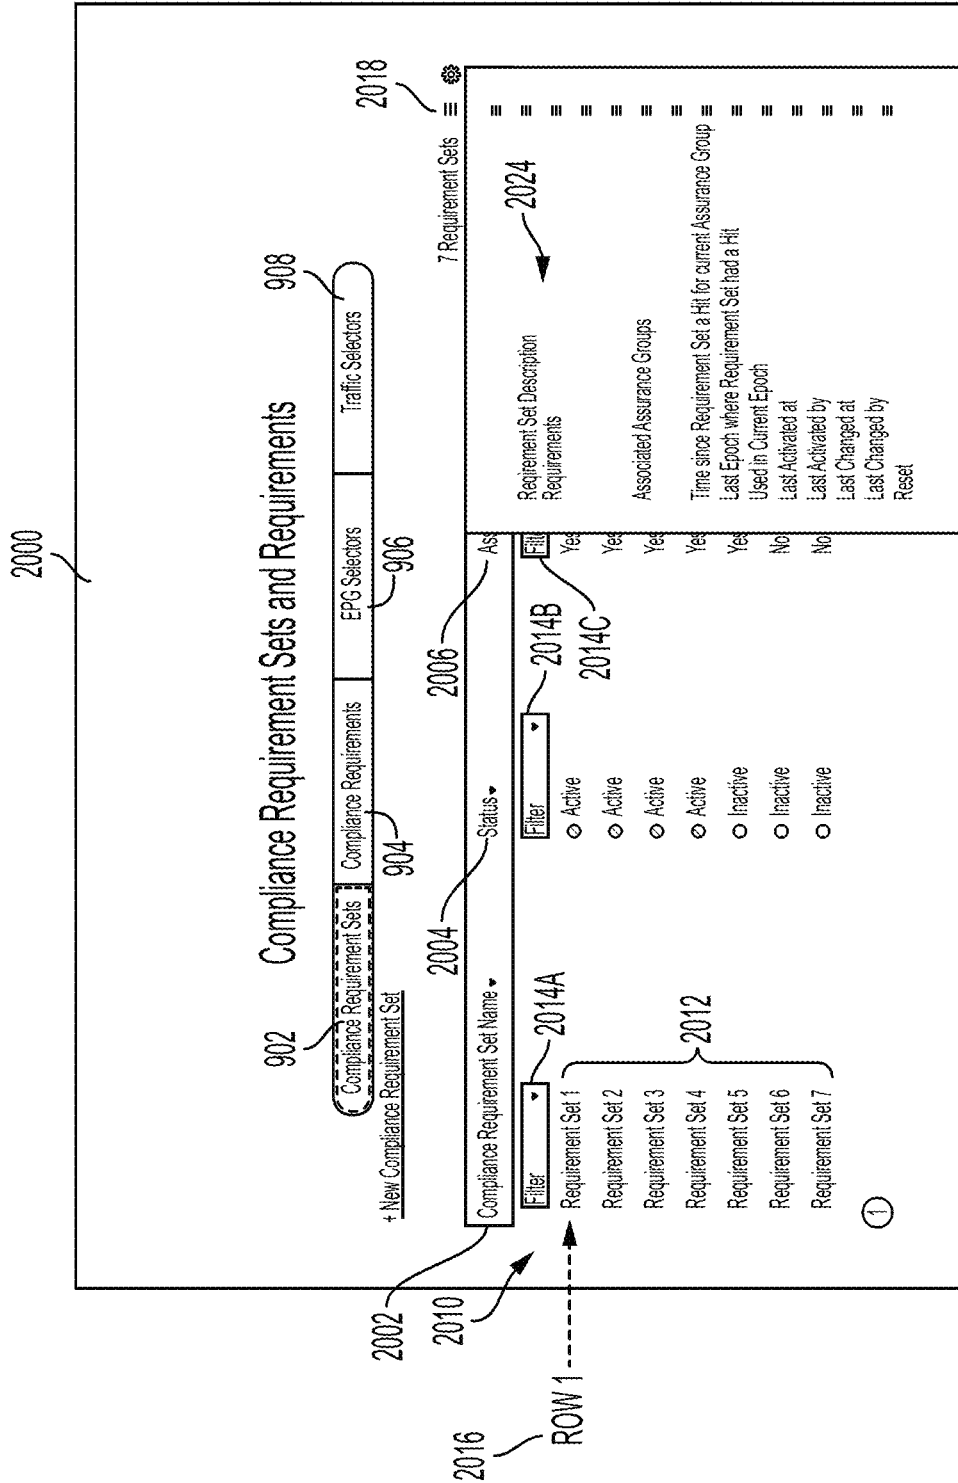 2000
Compliance Requirement Sets and Requirements
902
908
Compliance Requirement Sets
Compliance Requirements
EPG Selectors
Traffic Selectors
904
906
+ New Compliance Requirement Set
2018
7 Requirement Sets
2002
2004
2006
Compliance Requirement Set Name
Status
Ass
2010
2014A
2014B
2014C
2024
Filter
Filter
Filte
2016
ROW 1
2012
Requirement Set 1 Active Yes
Requirement Set 2 Active Yes
Requirement Set 3 Active Yes
Requirement Set 4 Active Yes
Requirement Set 5 Inactive Yes
Requirement Set 6 Inactive No
Requirement Set 7 Inactive No
1
Reqirement Set Description
Requirements
Associated Assurance Groups
Time since Requirement Set a Hit for current Assurance Group
Last Epoch where Requirement Set had a Hit
Used in Current Epoch
Last Activated at
Last Activated by
Last Changed at
Last Changed by
Reset